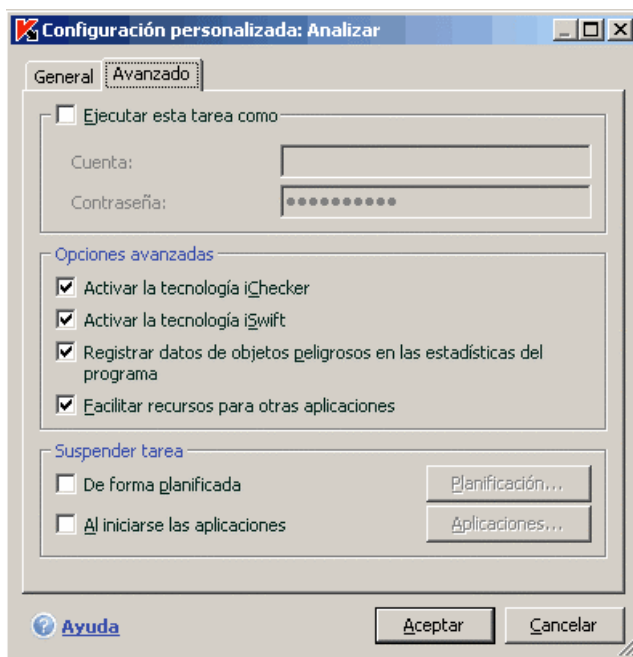 Configuración personalizada: Analizar
General Avanzado
Ejecutar esta tarea como
Cuenta:
Contraseña: ••••••••••
Opciones avanzadas
Activar la tecnología iChecker
Activar la tecnología iSwift
Registrar datos de objetos peligrosos en las estadísticas del
programa
Facilitar recursos para otras aplicaciones
Suspender tarea
De forma planificada Planificación...
Al iniciarse las aplicaciones Aplicaciones...
Ayuda Aceptar Cancelar